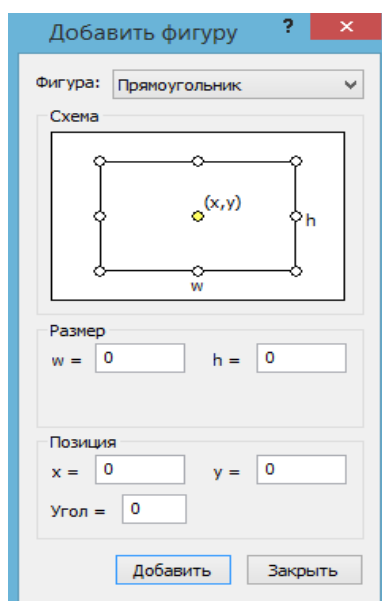 Добавить фигуру ? ×
Фигура: Прямоугольник
Схема
(x,y)
h
w
Размер
w = 0 h = 0
Позиция
x = 0 y = 0
Угол = 0
Добавить Закрыть